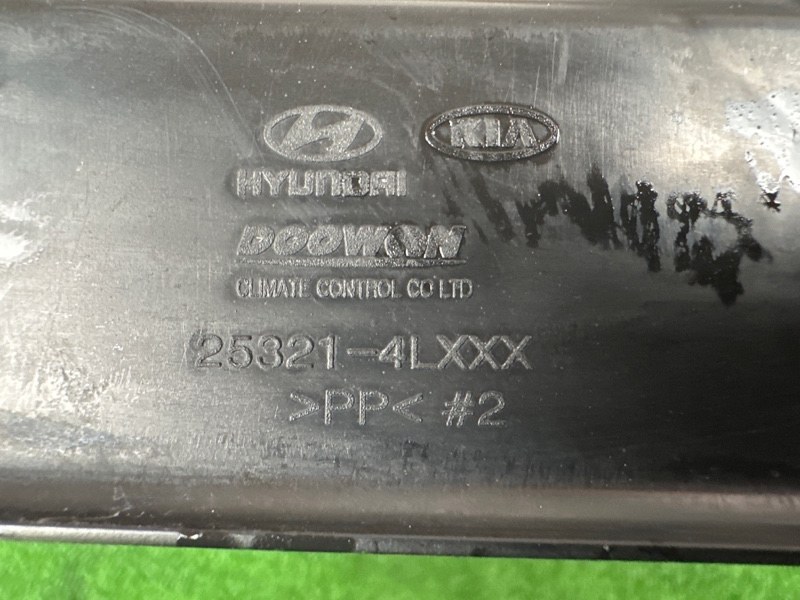 KIA
HYUNDAI
DOOWON
CLIMATE CONTROL CO LTD
25321-4LXXX
>PP< #2